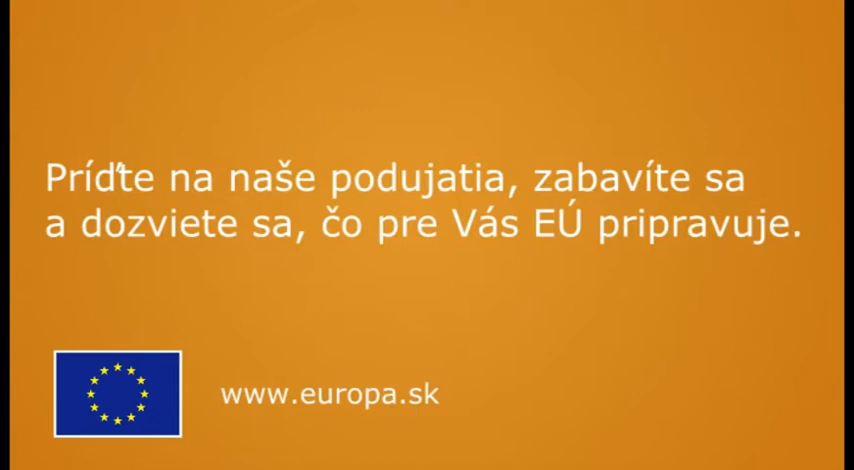 Príďte na naše podujatia, zabavíte sa
a dozviete sa, čo pre Vás EÚ pripravuje.
www.europa.sk